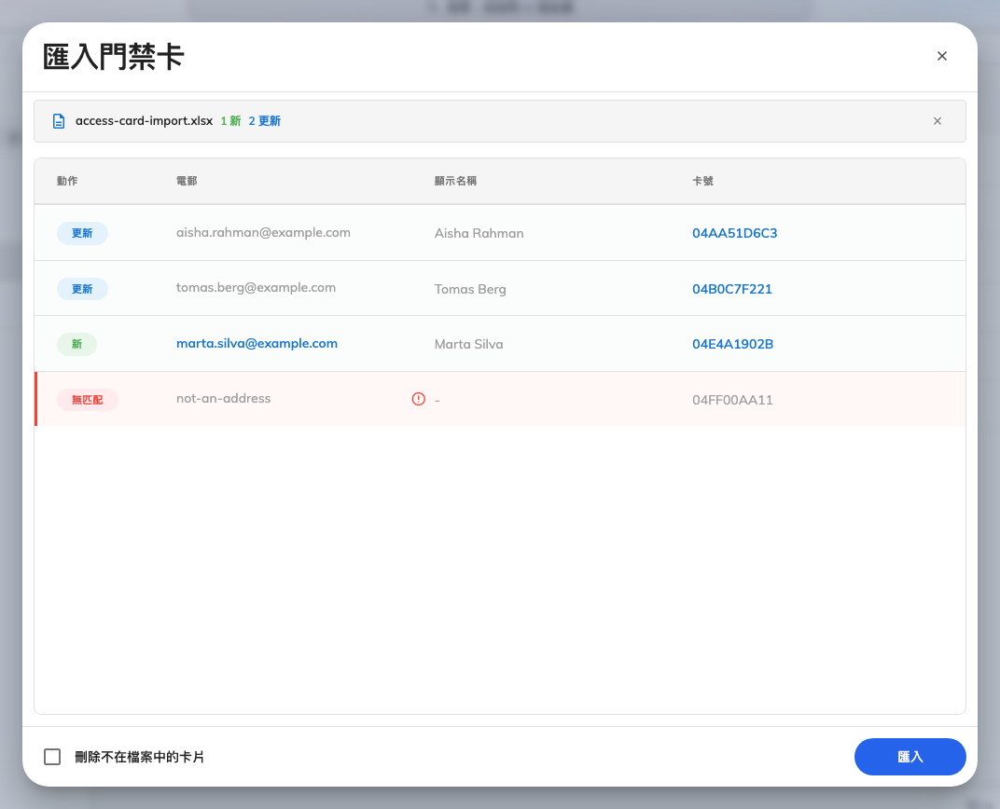 匯入門禁卡
access-card-import.xlsx 1 新 2 更新
動作 電郵 顯示名稱 卡號
更新 aisha.rahman@example.com Aisha Rahman 04AA51D6C3
更新 tomas.berg@example.com Tomas Berg 04B0C7F221
新 marta.silva@example.com Marta Silva 04E4A1902B
無匹配 not-an-address - 04FF00AA11
刪除不在檔案中的卡片 匯入